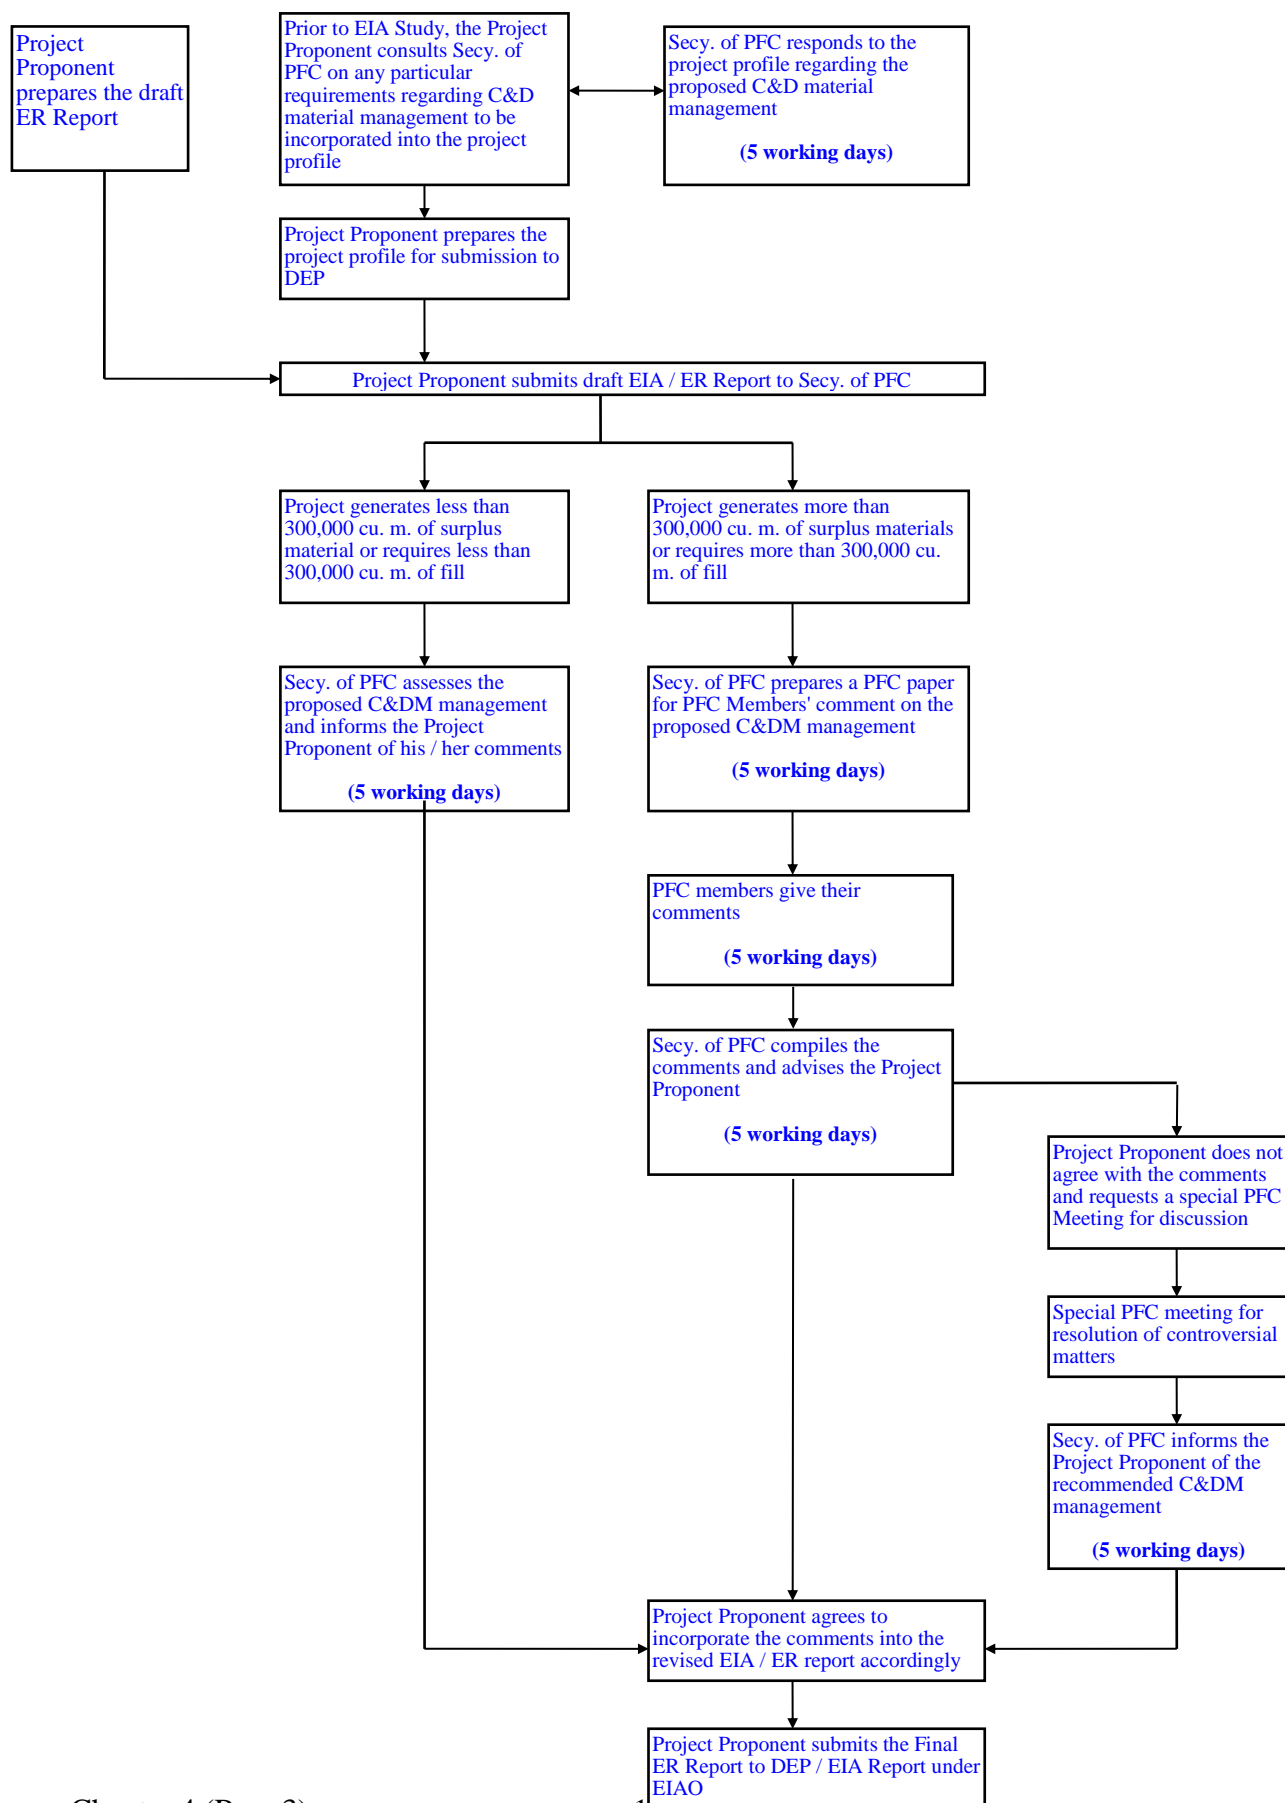 Project
Proponent
prepares the draft
ER Report
Prior to EIA Study, the Project
Proponent consults Secy. of
PFC on any particular
requirements regarding C&D
material management to be
incorporated into the project
profile
Secy. of PFC responds to the
project profile regarding the
proposed C&D material
management
(5 working days)
Project Proponent prepares the
project profile for submission to
DEP
Project Proponent submits draft EIA / ER Report to Secy. of PFC
Project generates less than
300,000 cu. m. of surplus
material or requires less than
300,000 cu. m. of fill
Project generates more than
300,000 cu. m. of surplus materials
or requires more than 300,000 cu.
m. of fill
Secy. of PFC assesses the
proposed C&DM management
and informs the Project
Proponent of his / her comments
(5 working days)
Secy. of PFC prepares a PFC paper
for PFC Members' comment on the
proposed C&DM management
(5 working days)
PFC members give their
comments
(5 working days)
Secy. of PFC compiles the
comments and advises the Project
Proponent
(5 working days)
Project Proponent does not
agree with the comments
and requests a special PFC
Meeting for discussion
Special PFC meeting for
resolution of controversial
matters
Secy. of PFC informs the
Project Proponent of the
recommended C&DM
management
(5 working days)
Project Proponent agrees to
incorporate the comments into the
revised EIA / ER report accordingly
Project Proponent submits the Final
ER Report to DEP / EIA Report under
EIAO